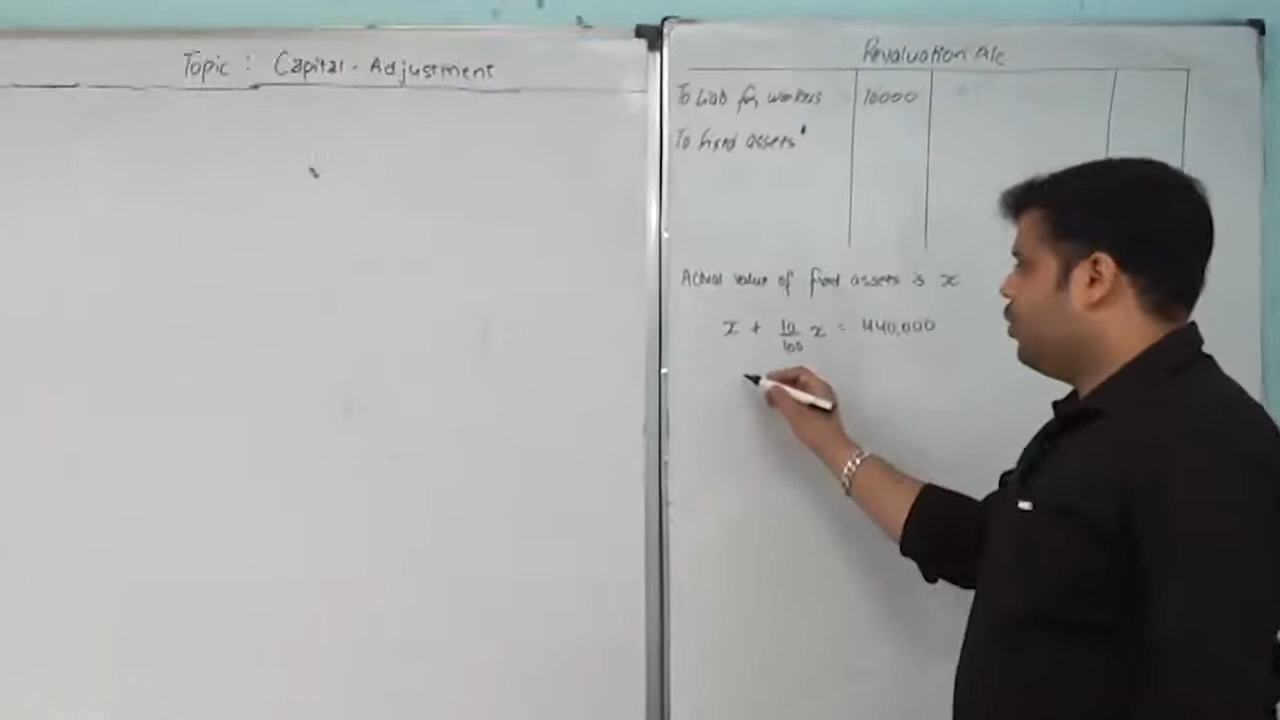 Topic : Capital - Adjustment
Revaluation A/c
To Liab for workers 10000
To fixed assets
Actual value of fixed assets is x
x + 10/100 x = 440,000